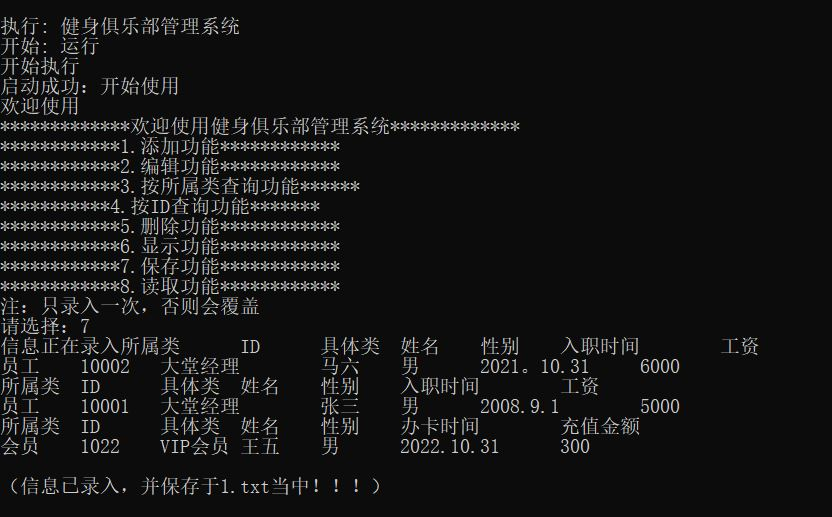 执行: 健身俱乐部管理系统
开始: 运行
开始执行
启动成功: 开始使用
欢迎使用
*************欢迎使用健身俱乐部管理系统*************
************1.添加功能************
************2.编辑功能************
************3.按所属类查询功能******
***********4.按ID查询功能*******
************5.删除功能************
************6.显示功能************
************7.保存功能************
************8.读取功能************
注：只录入一次，否则会覆盖
请选择：7
信息正在录入所属类 ID 具体类 姓名 性别 入职时间 工资
员工 10002 大堂经理 马六 男 2021。10.31 6000
所属类 ID 具体类 姓名 性别 入职时间 工资
员工 10001 大堂经理 张三 男 2008.9.1 5000
所属类 ID 具体类 姓名 性别 办卡时间 充值金额
会员 1022 VIP会员 王五 男 2022.10.31 300
（信息已录入，并保存于1.txt当中！！！）